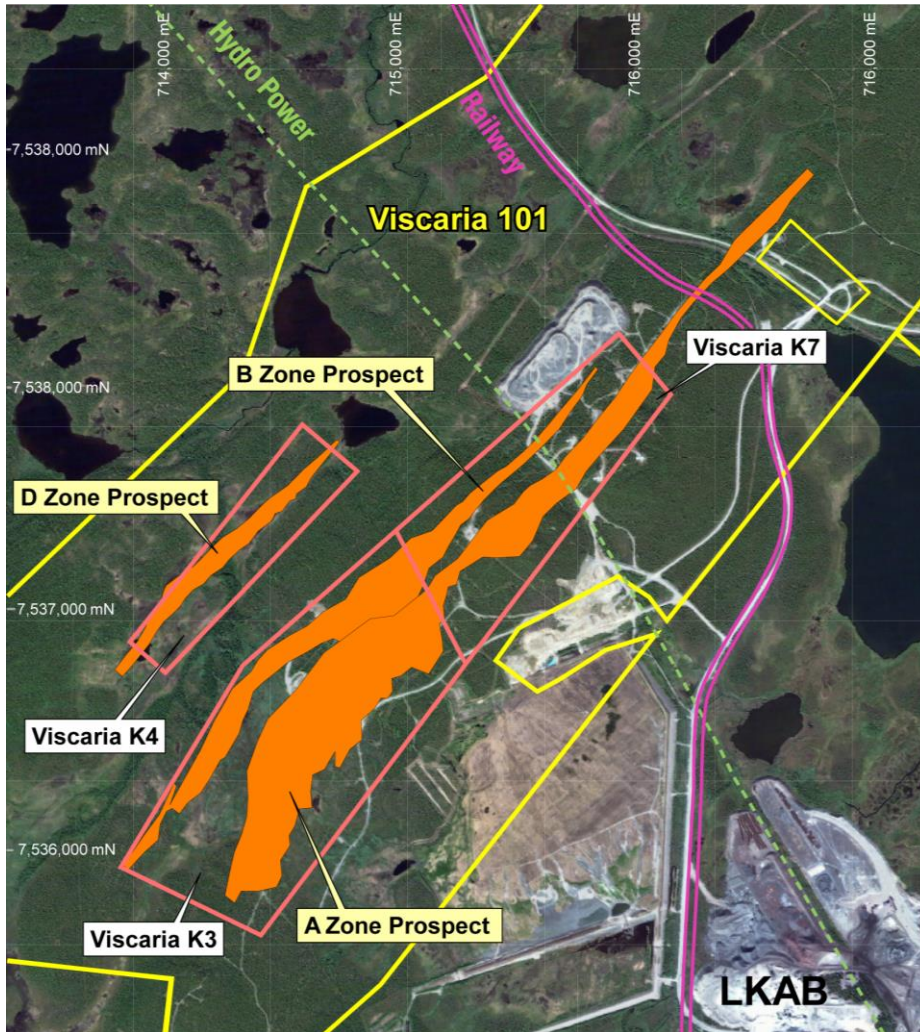 714,000 mE
715,000 mE
716,000 mE
716,000 mE
Hydro Power
Railway
7,538,000 mN
Viscaria 101
Viscaria K7
B Zone Prospect
7,538,000 mN
D Zone Prospect
7,537,000 mN
Viscaria K4
7,536,000 mN
Viscaria K3
A Zone Prospect
LKAB